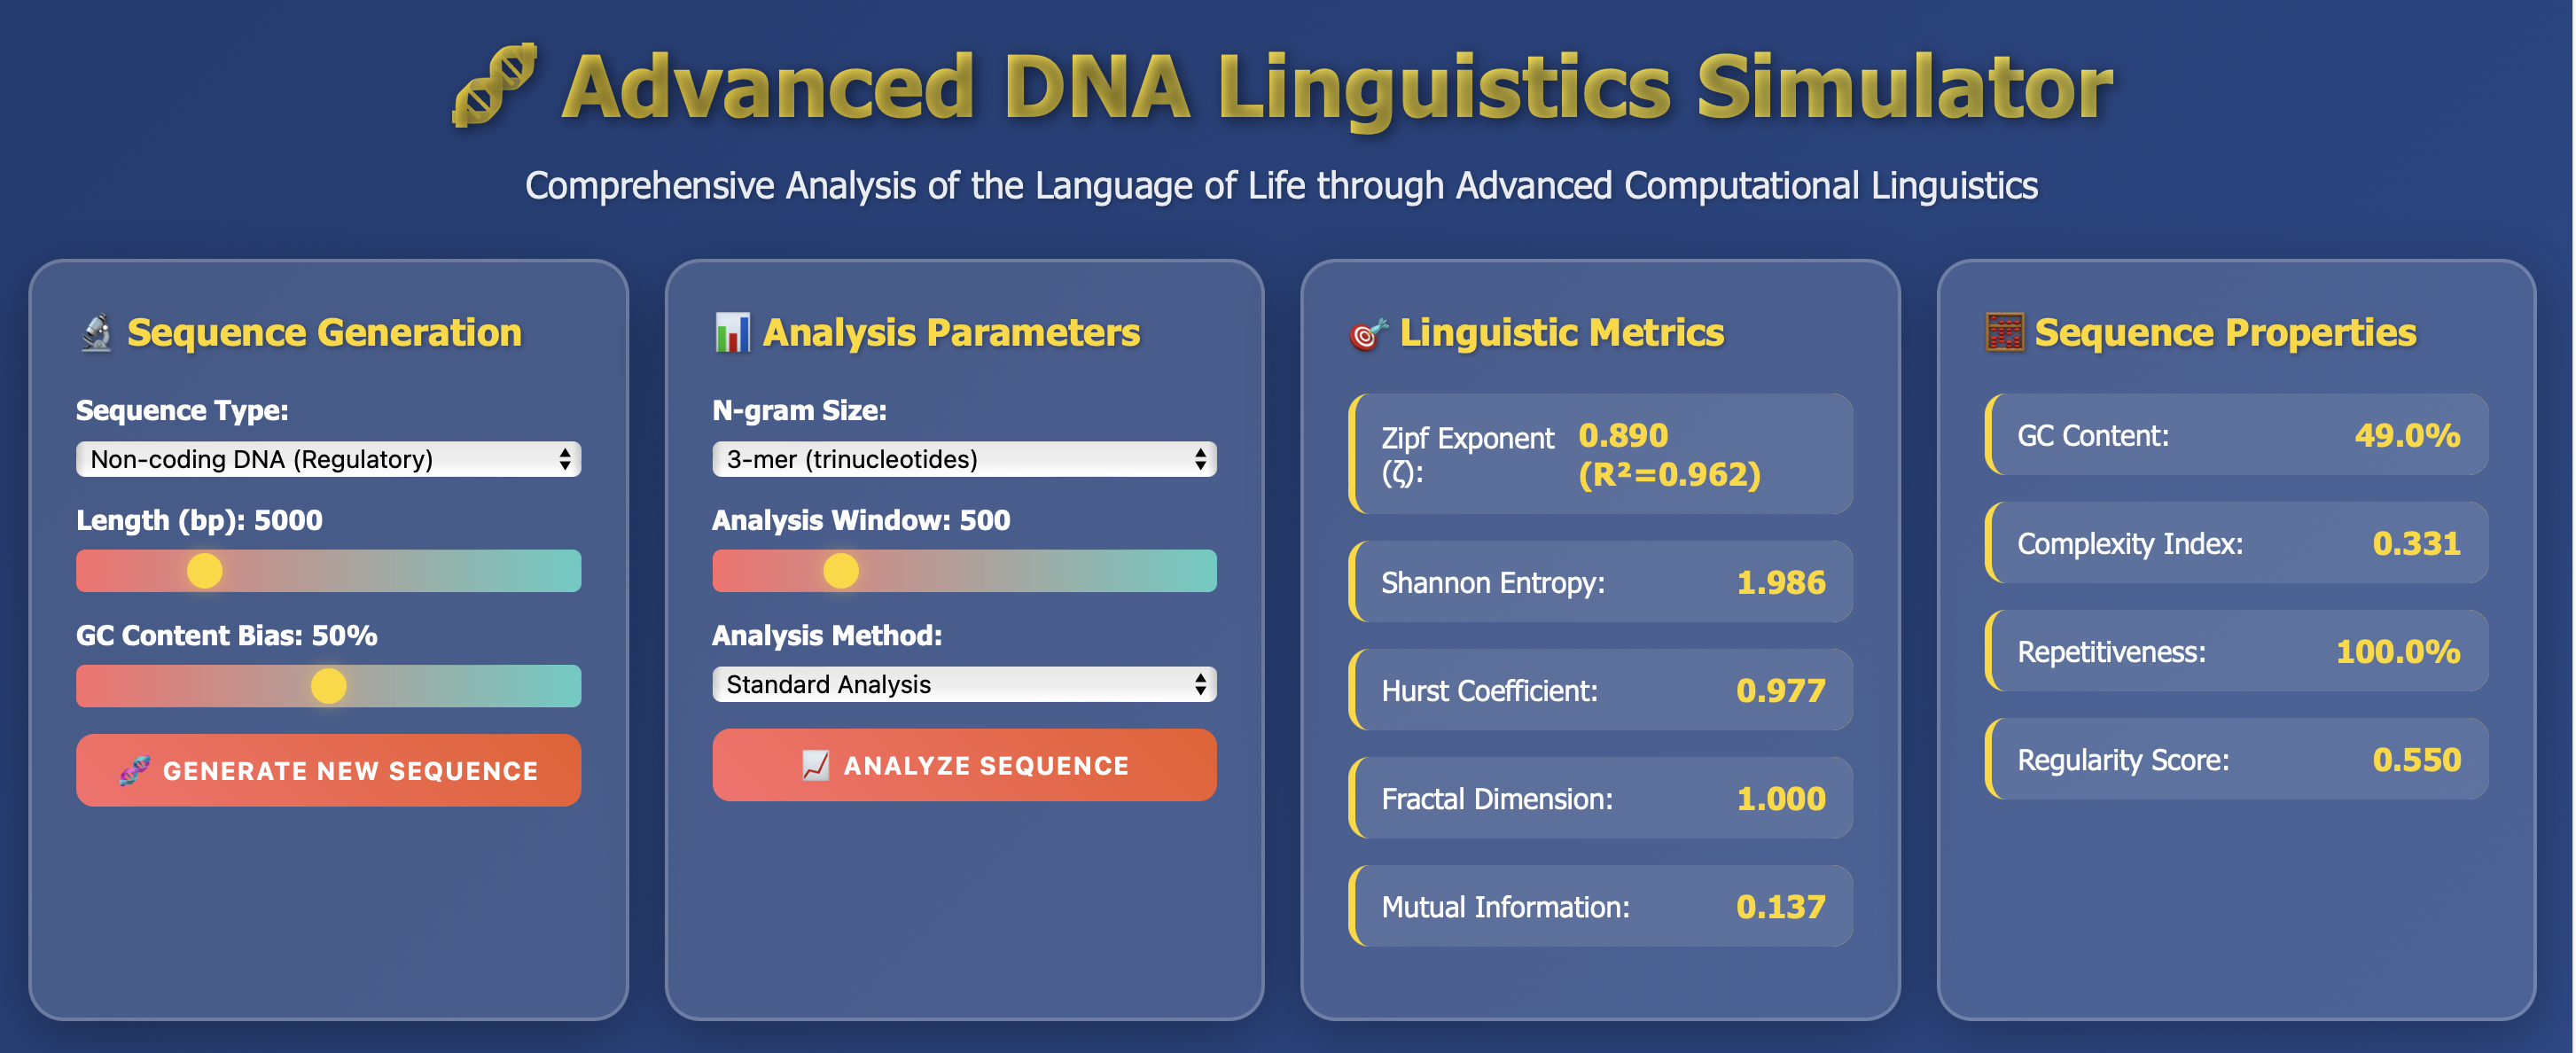 Advanced DNA Linguistics Simulator
Comprehensive Analysis of the Language of Life through Advanced Computational Linguistics
Sequence Generation
Sequence Type:
Non-coding DNA (Regulatory)
Length (bp): 5000
GC Content Bias: 50%
GENERATE NEW SEQUENCE
Analysis Parameters
N-gram Size:
3-mer (trinucleotides)
Analysis Window: 500
Analysis Method:
Standard Analysis
ANALYZE SEQUENCE
Linguistic Metrics
Zipf Exponent 0.890
(ζ): (R²=0.962)
Shannon Entropy: 1.986
Hurst Coefficient: 0.977
Fractal Dimension: 1.000
Mutual Information: 0.137
Sequence Properties
GC Content: 49.0%
Complexity Index: 0.331
Repetitiveness: 100.0%
Regularity Score: 0.550